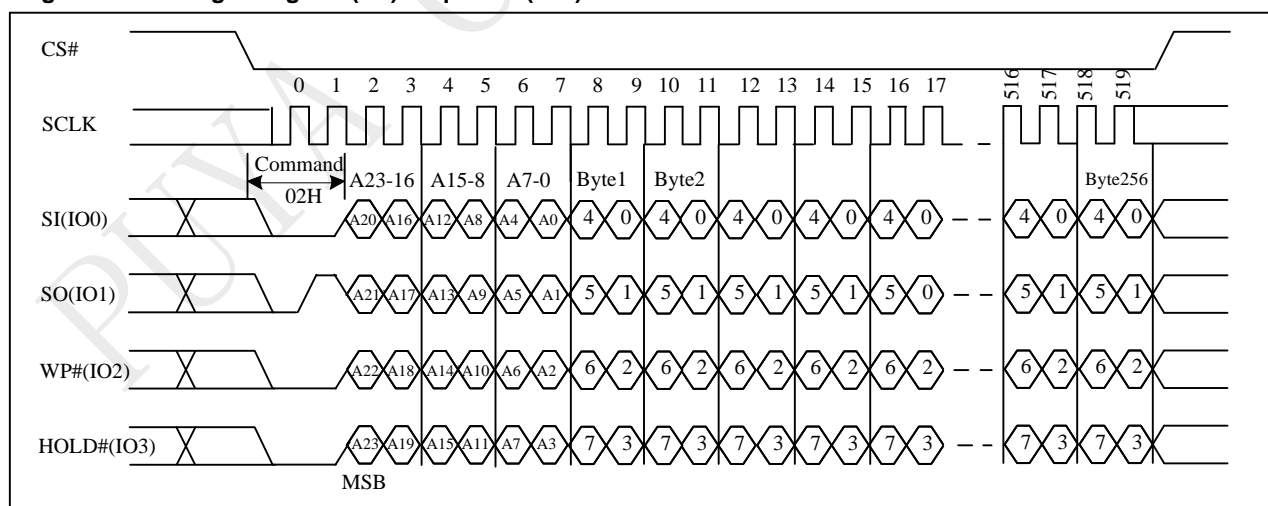 CS#
0 1 2 3 4 5 6 7 8 9 10 11 12 13 14 15 16 17 516 517 518 519
SCLK
Command
02H
A23-16 A15-8 A7-0 Byte1 Byte2 Byte256
SI(IO0) A20 A16 A12 A8 A4 A0 4 0 4 0 4 0 4 0 4 0 4 0 4 0
SO(IO1) A21 A17 A13 A9 A5 A1 5 1 5 1 5 1 5 1 5 0 5 1 5 1
WP#(IO2) A22 A18 A14 A10 A6 A2 6 2 6 2 6 2 6 2 6 2 6 2 6 2
HOLD#(IO3) A23 A19 A15 A11 A7 A3 7 3 7 3 7 3 7 3 7 3 7 3 7 3
MSB
PUYA